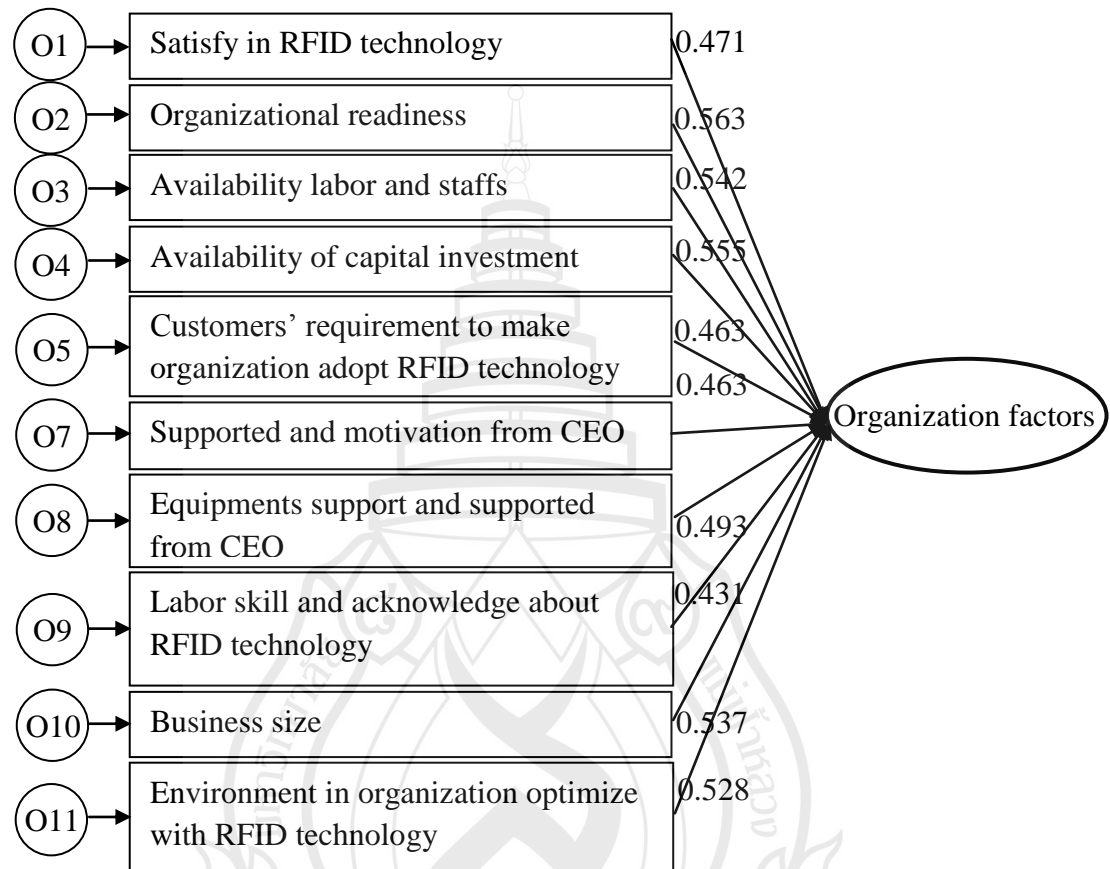 O1
Satisfy in RFID technology
0.471
O2
Organizational readiness
0.563
O3
Availability labor and staffs
0.542
O4
Availability of capital investment
0.555
O5
Customers’ requirement to make
organization adopt RFID technology
0.463
0.463
Organization factors
O7
Supported and motivation from CEO
O8
Equipments support and supported
from CEO
0.493
O9
Labor skill and acknowledge about
RFID technology
0.431
O10
Business size
0.537
O11
Environment in organization optimize
with RFID technology
0.528